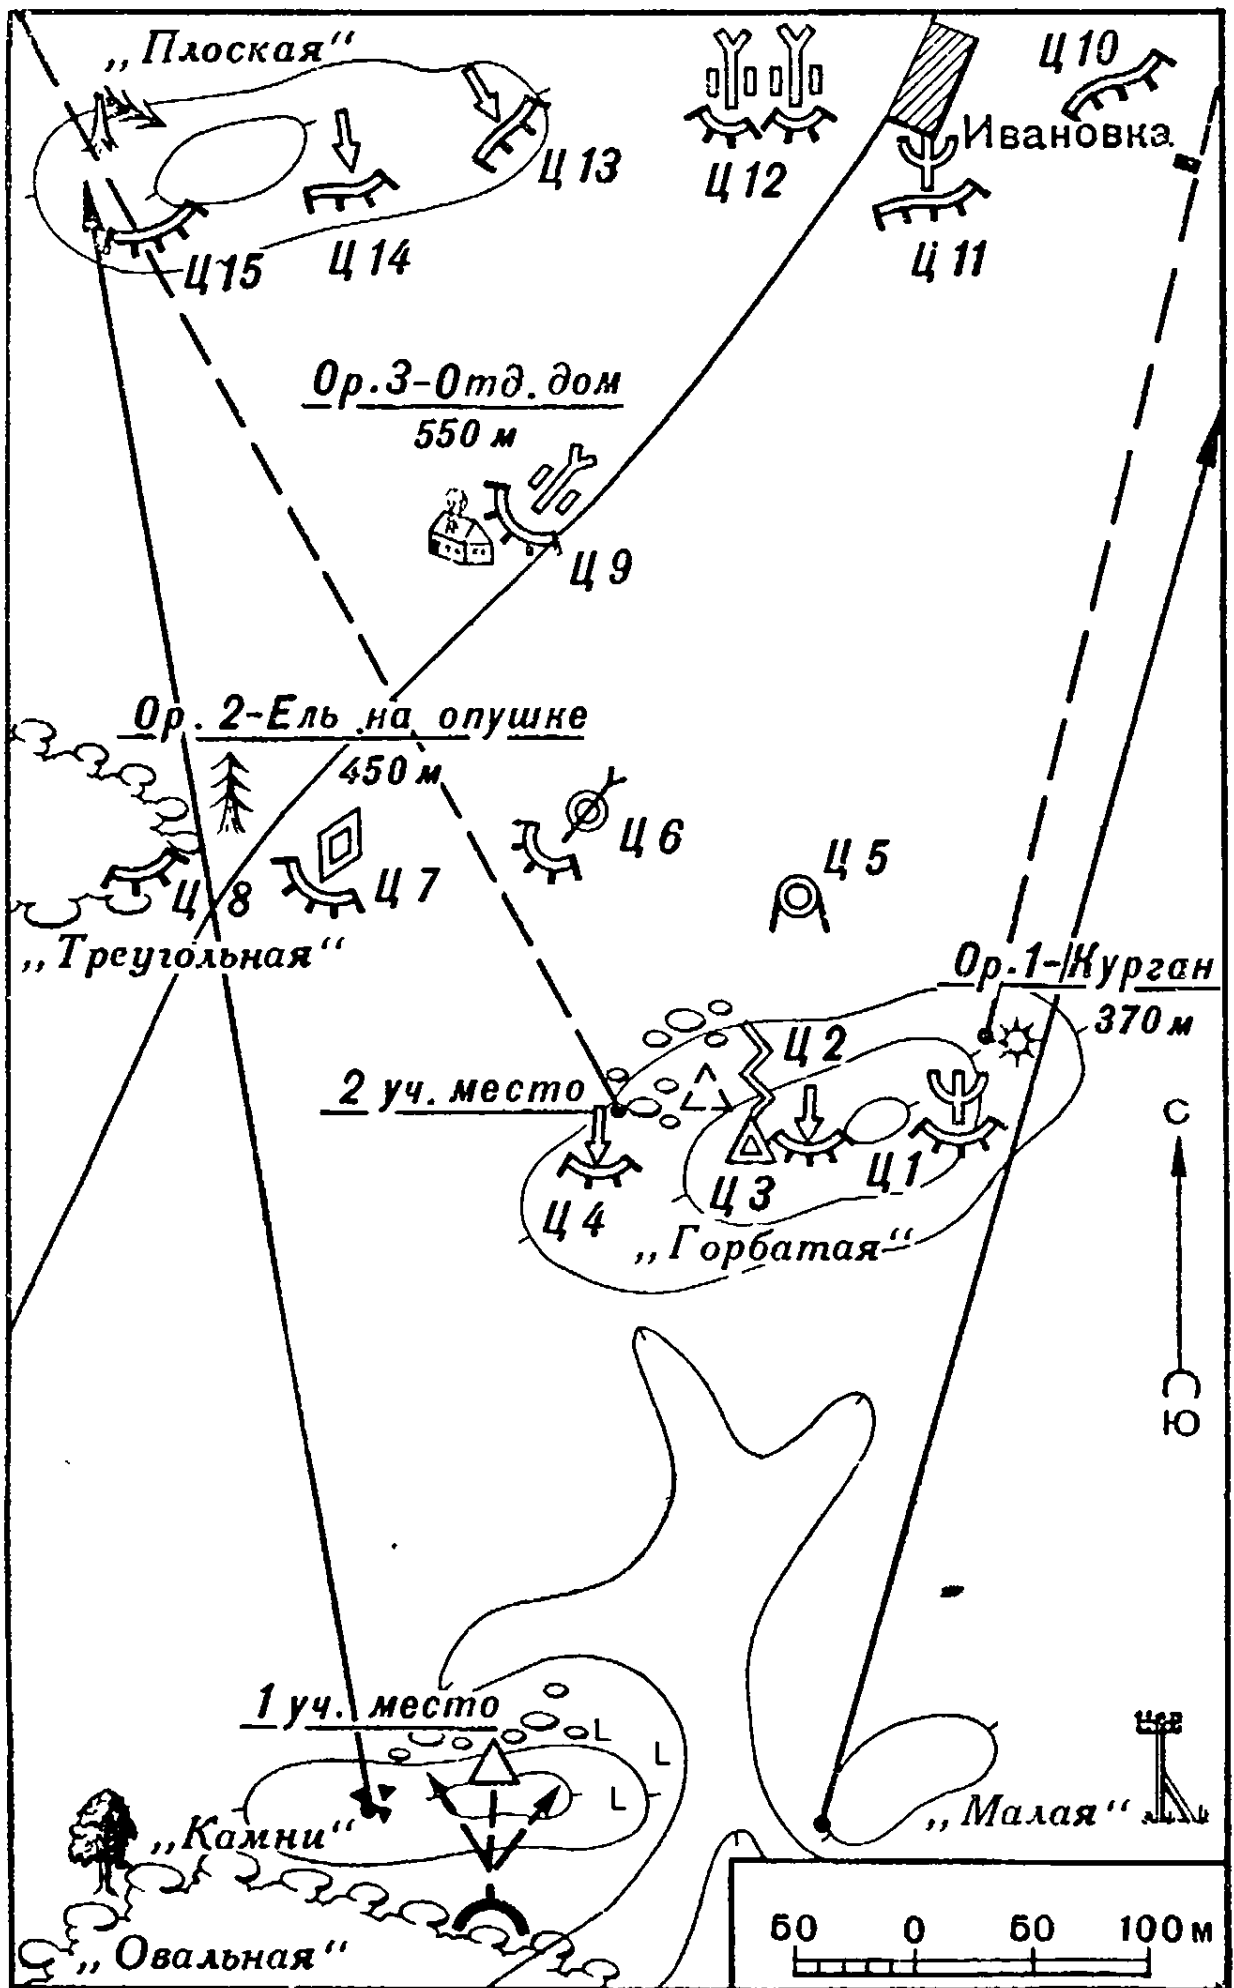 „Плоская“
Ц 10
Ивановка
Ц 13
Ц 12
Ц 11
Ц 15
Ц 14
Ор. 3-Отд. дом
550 м
Ц 9
Ор. 2-Ель на опушке
450 м
Ц 6
Ц 5
Ц 7
Ц 8
„Треугольная“
Ор. 1-Курган
370 м
Ц 2
2 уч. место
С
Ц 1
Ц 3
Ц 4
„Горбатая“
Ю
1 уч. место
L
L
L
„Малая“
„Камни“
50 0 50 100 м
„Овальная“